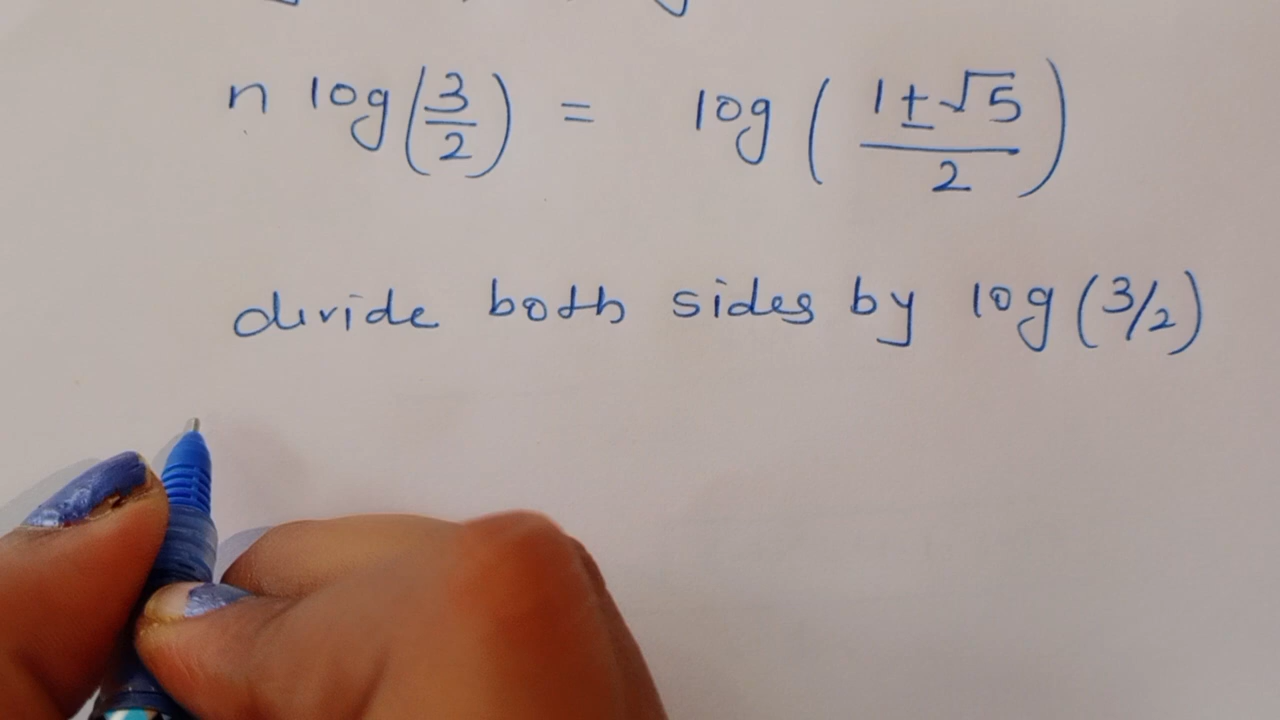 n log(3/2) = log((1±√5)/2)
divide both sides by log(3/2)